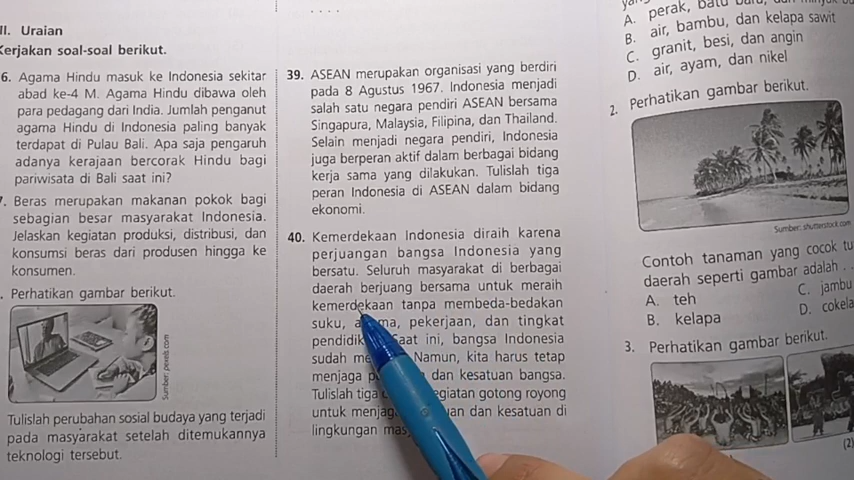 II. Uraian
Kerjakan soal-soal berikut.
6. Agama Hindu masuk ke Indonesia sekitar
abad ke-4 M. Agama Hindu dibawa oleh
para pedagang dari India. Jumlah penganut
agama Hindu di Indonesia paling banyak
terdapat di Pulau Bali. Apa saja pengaruh
adanya kerajaan bercorak Hindu bagi
pariwisata di Bali saat ini?
7. Beras merupakan makanan pokok bagi
sebagian besar masyarakat Indonesia.
Jelaskan kegiatan produksi, distribusi, dan
konsumsi beras dari produsen hingga ke
konsumen.
. Perhatikan gambar berikut.
Sumber: pexels.com
Tulislah perubahan sosial budaya yang terjadi
pada masyarakat setelah ditemukannya
teknologi tersebut.
. . . .
39. ASEAN merupakan organisasi yang berdiri
pada 8 Agustus 1967. Indonesia menjadi
salah satu negara pendiri ASEAN bersama
Singapura, Malaysia, Filipina, dan Thailand.
Selain menjadi negara pendiri, Indonesia
juga berperan aktif dalam berbagai bidang
kerja sama yang dilakukan. Tulislah tiga
peran Indonesia di ASEAN dalam bidang
ekonomi.
40. Kemerdekaan Indonesia diraih karena
perjuangan bangsa Indonesia yang
bersatu. Seluruh masyarakat di berbagai
daerah berjuang bersama untuk meraih
kemerdekaan tanpa membeda-bedakan
suku, pekerjaan, dan tingkat
Saat ini, bangsa Indonesia
sudah Namun, kita harus tetap
menjaga dan kesatuan bangsa.
Tulislah tiga kegiatan gotong royong
untuk dan kesatuan di
lingkungan
A. perak, batu
B. air, bambu, dan kelapa sawit
C. granit, besi, dan angin
D. air, ayam, dan nikel
2. Perhatikan gambar berikut.
Sumber: shutterstock.com
Contoh tanaman yang cocok
daerah seperti gambar adalah . .
A. teh
B. kelapa
C. jambu
D. cokela
3. Perhatikan gambar berikut.
(2)